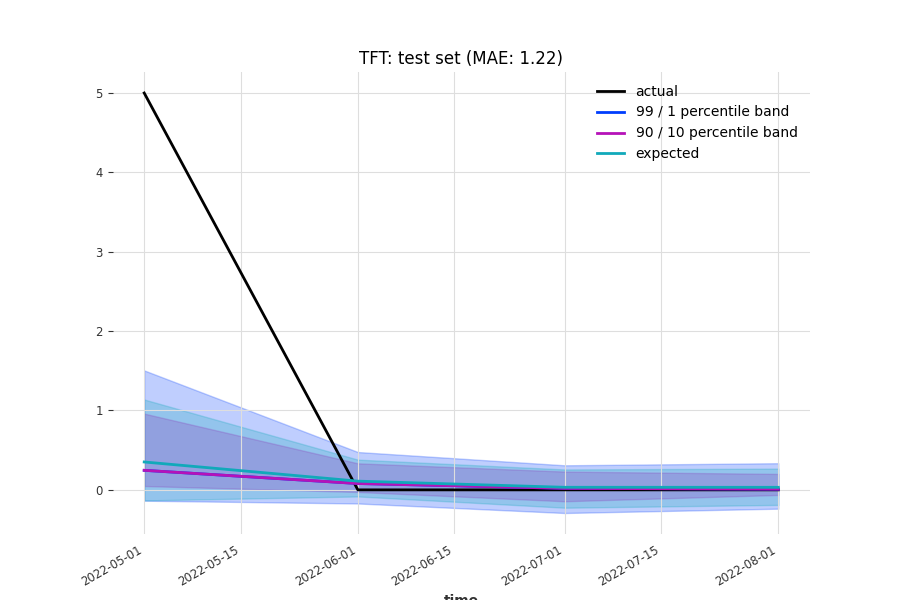 TFT: test set (MAE: 1.22)
actual
99 / 1 percentile band
90 / 10 percentile band
expected
5
4
3
2
1
0
2022-05-01
2022-05-15
2022-06-01
2022-06-15
2022-07-01
2022-07-15
2022-08-01
time